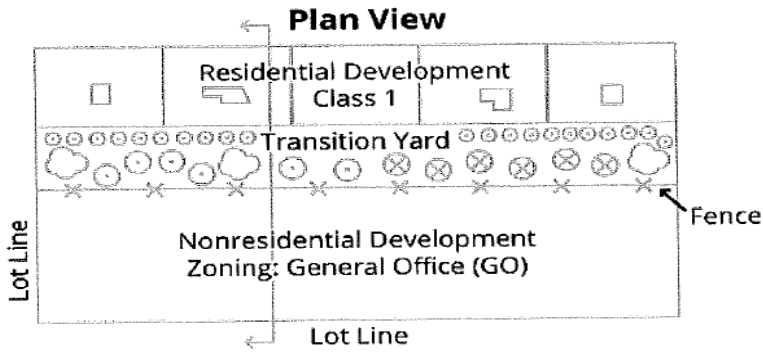 Plan View
Residential Development
Class 1
Transition Yard
Fence
Nonresidential Development
Zoning: General Office (GO)
Lot Line
Lot Line